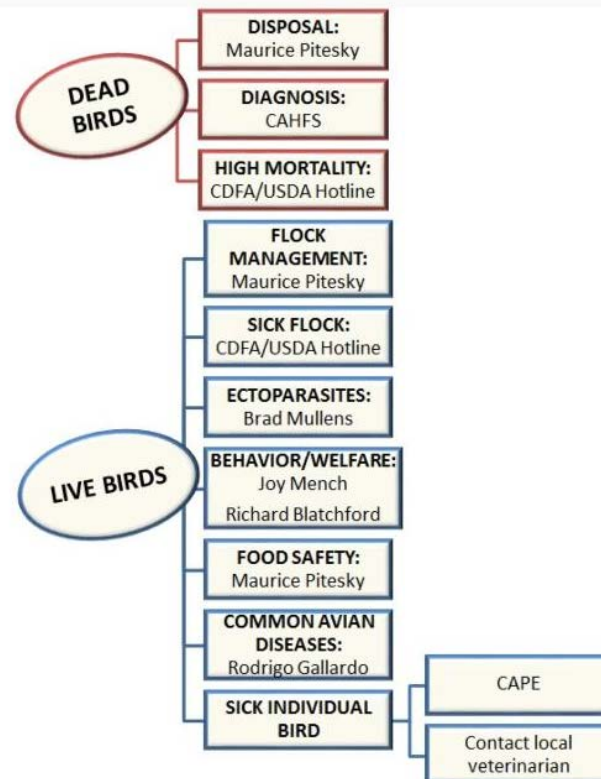 DEAD
BIRDS
DISPOSAL:
Maurice Pitesky
DIAGNOSIS:
CAHFS
HIGH MORTALITY:
CDFA/USDA Hotline
LIVE BIRDS
FLOCK
MANAGEMENT:
Maurice Pitesky
SICK FLOCK:
CDFA/USDA Hotline
ECTOPARASITES:
Brad Mullens
BEHAVIOR/WELFARE:
Joy Mench
Richard Blatchford
FOOD SAFETY:
Maurice Pitesky
COMMON AVIAN
DISEASES:
Rodrigo Gallardo
SICK INDIVIDUAL
BIRD
CAPE
Contact local
veterinarian